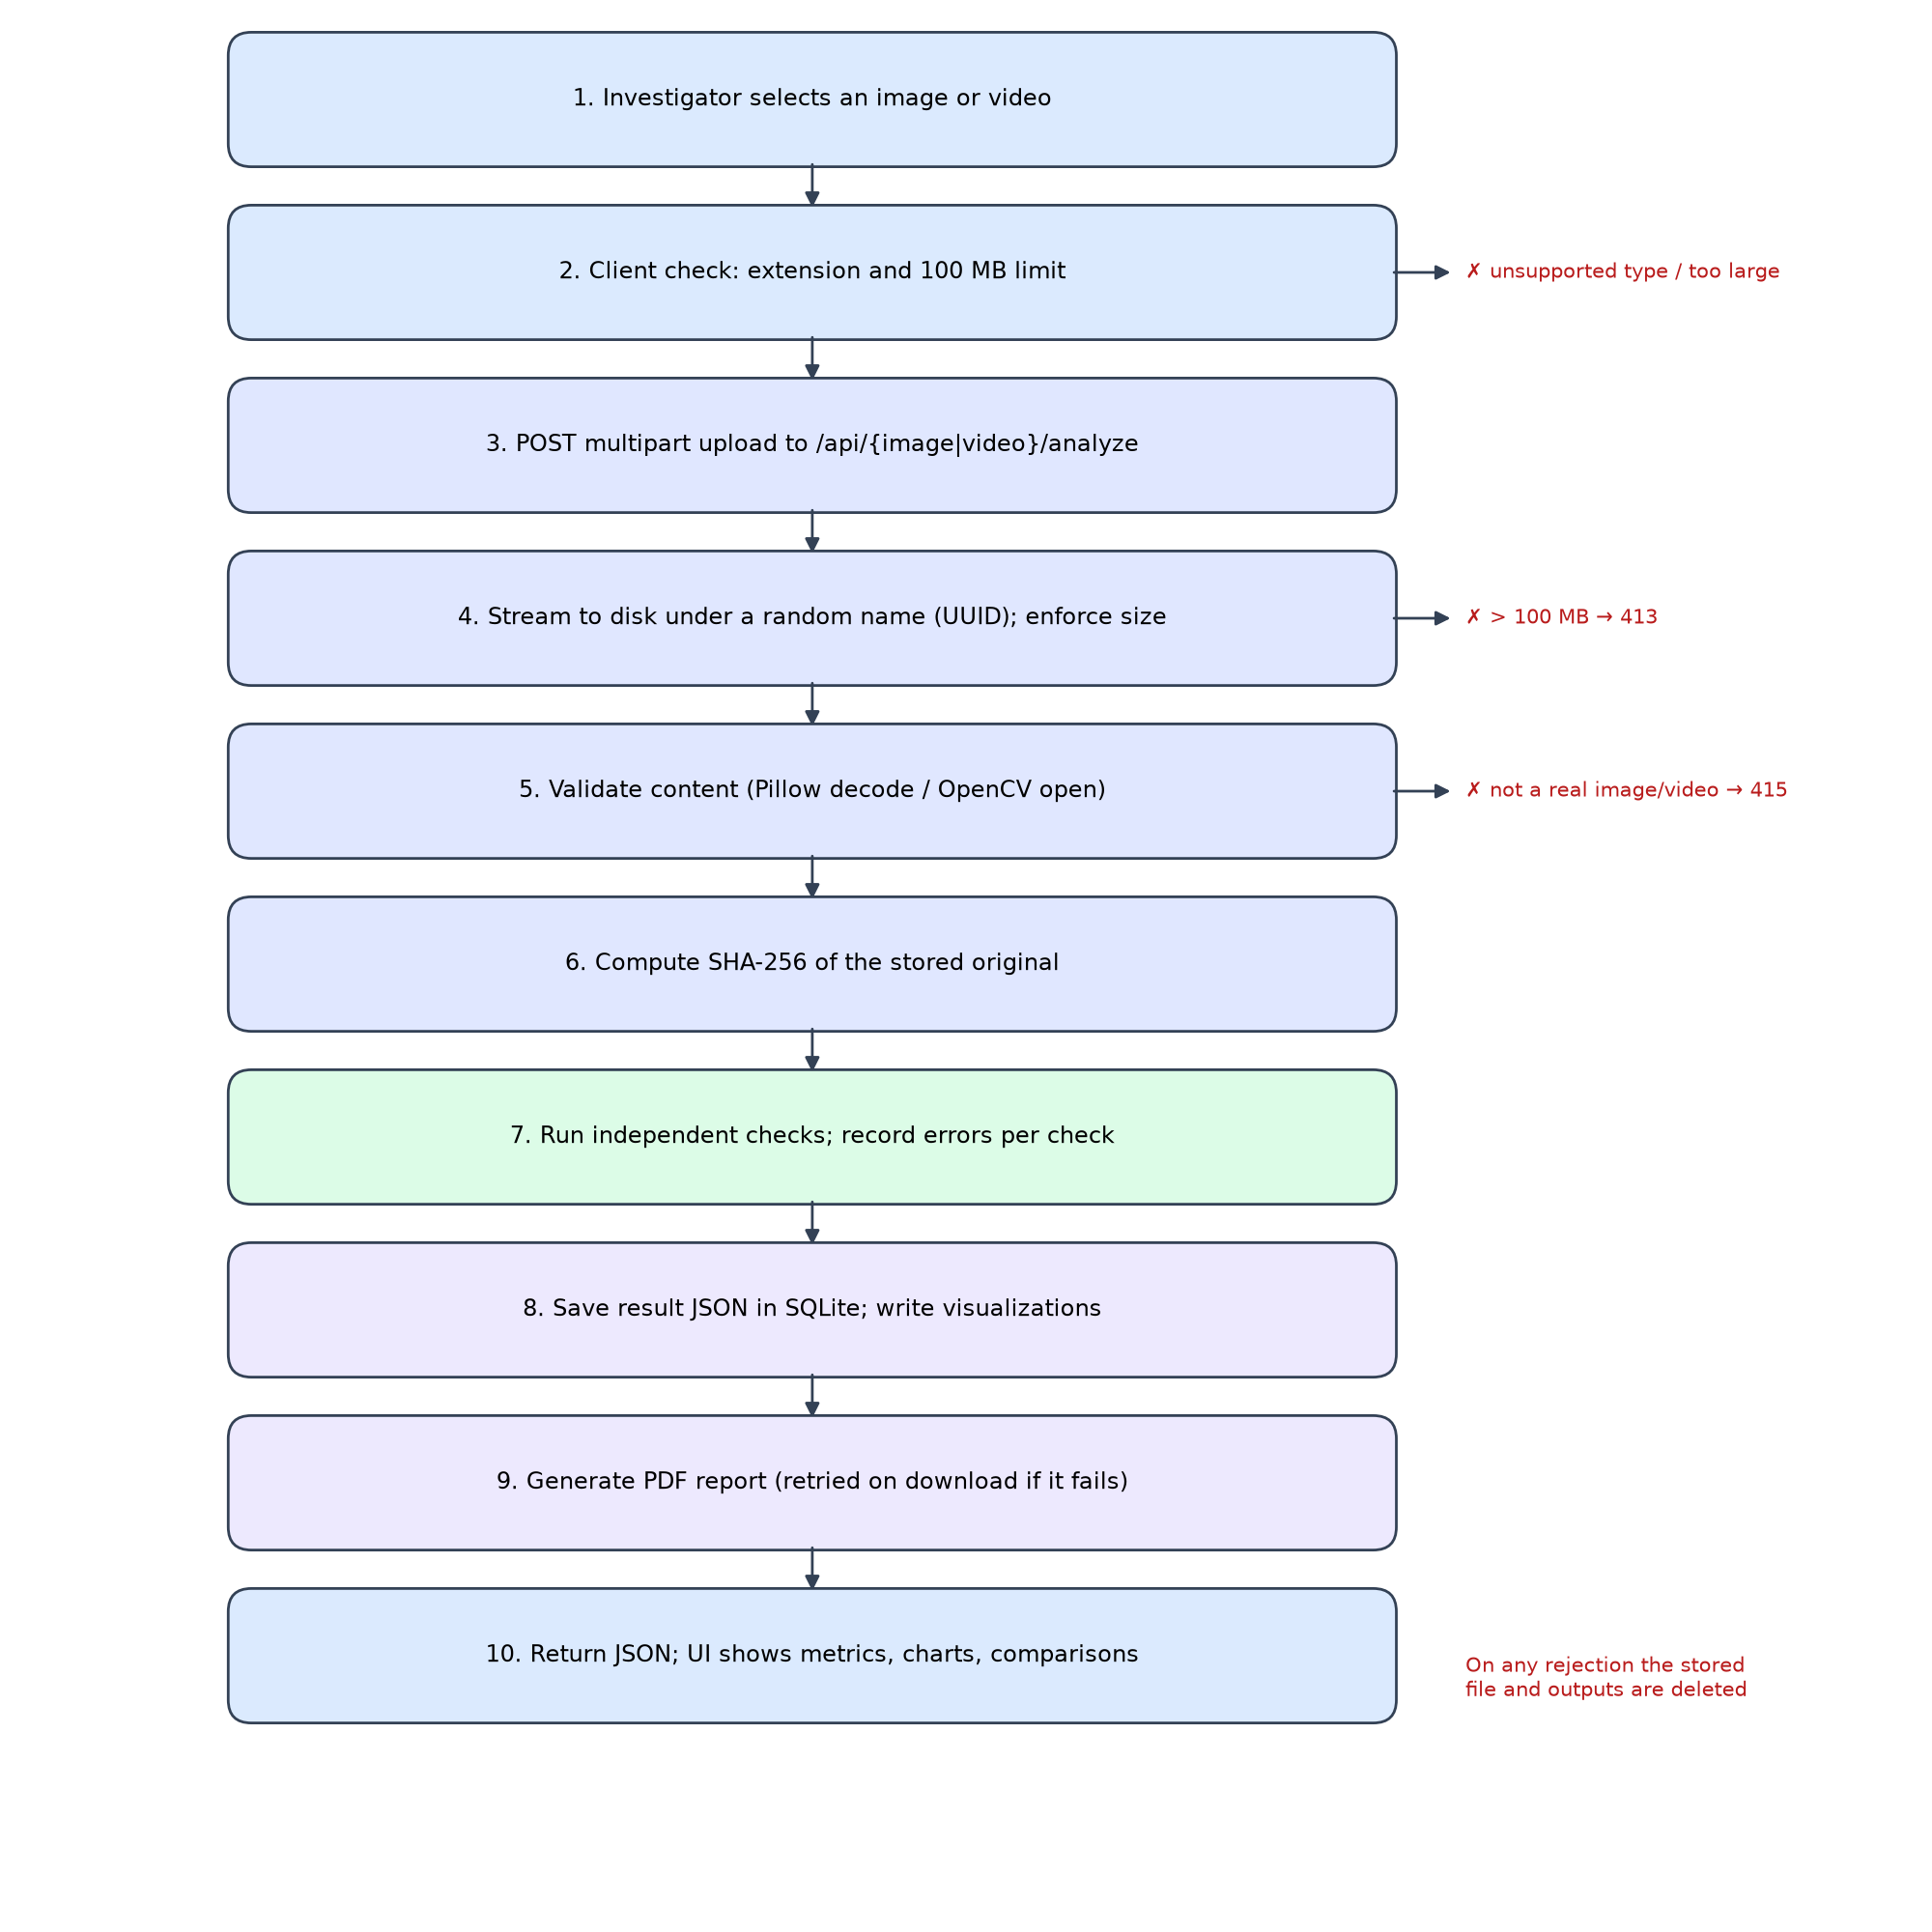 1. Investigator selects an image or video
2. Client check: extension and 100 MB limit
✗ unsupported type / too large
3. POST multipart upload to /api/{image|video}/analyze
4. Stream to disk under a random name (UUID); enforce size
✗ > 100 MB → 413
5. Validate content (Pillow decode / OpenCV open)
✗ not a real image/video → 415
6. Compute SHA-256 of the stored original
7. Run independent checks; record errors per check
8. Save result JSON in SQLite; write visualizations
9. Generate PDF report (retried on download if it fails)
10. Return JSON; UI shows metrics, charts, comparisons
On any rejection the stored
file and outputs are deleted